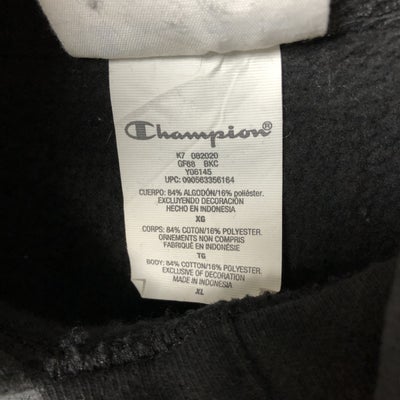 Champion®
K7 082020
GF68 BKC
Y06145
UPC: 090563356164
CUERPO: 84% ALGODÓN/16% poliéster.
EXCLUYENDO DECORACIÓN
HECHO EN INDONESIA
XG
CORPS: 84% COTON/16% POLYESTER
ORNEMENTS NON COMPRIS
FABRIQUÉ EN INDONÉSIE
TG
BODY: 84% COTTON/16% POLYESTER
EXCLUSIVE OF DECORATION
MADE IN INDONESIA
XL